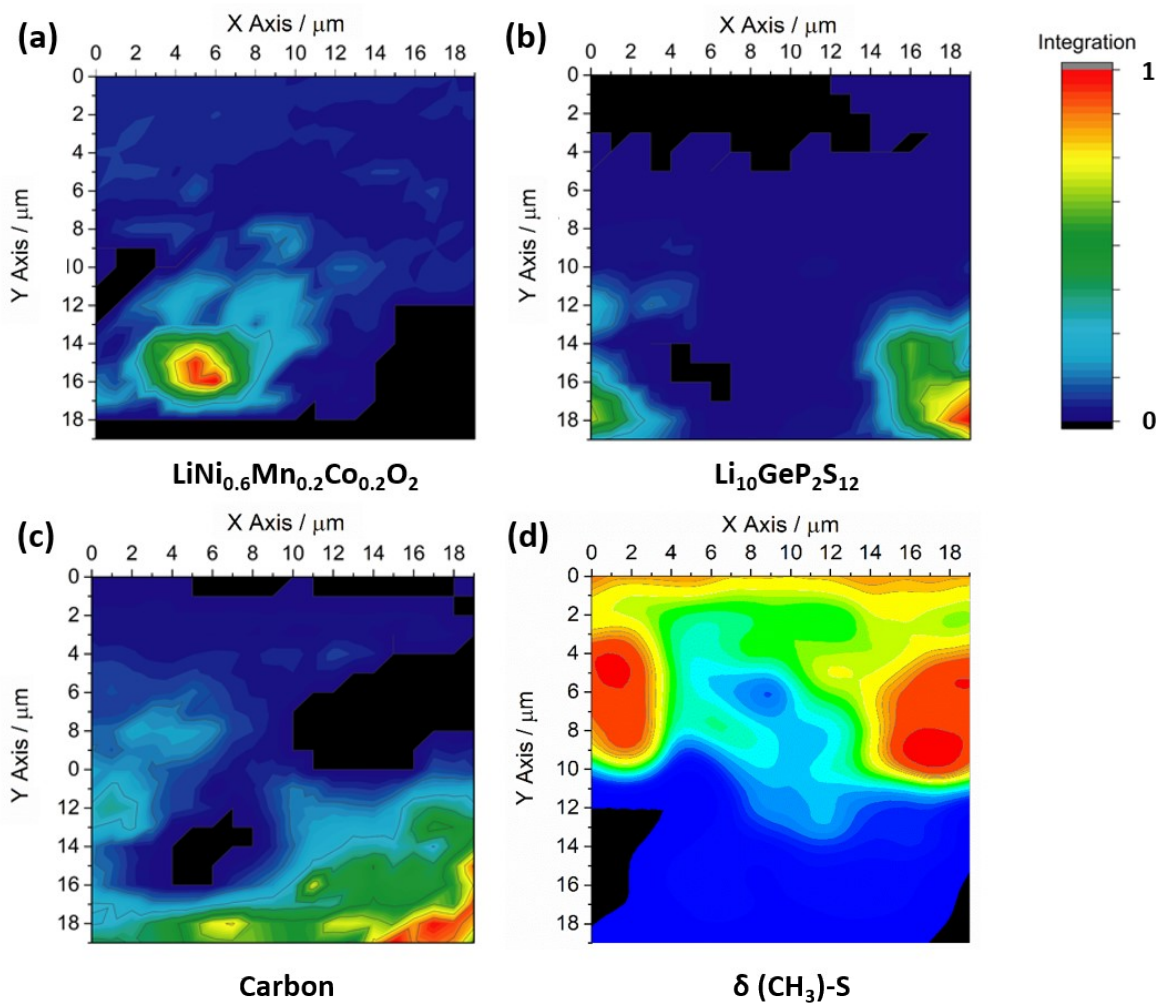 (a)
X Axis / μm
0 2 4 6 8 10 12 14 16 18
Y Axis / μm
0
2
4
6
8
10
12
14
16
18
LiNi0.6Mn0.2Co0.2O2
(b)
X Axis / μm
0 2 4 6 8 10 12 14 16 18
Y Axis / μm
0
2
4
6
8
10
12
14
16
18
Li10GeP2S12
Integration
1
0
(c)
X Axis / μm
0 2 4 6 8 10 12 14 16 18
Y Axis / μm
0
2
4
6
8
0
12
14
16
18
Carbon
(d)
X Axis / μm
0 2 4 6 8 10 12 14 16 18
Y Axis / μm
0
2
4
6
8
10
12
14
16
18
δ (CH3)-S